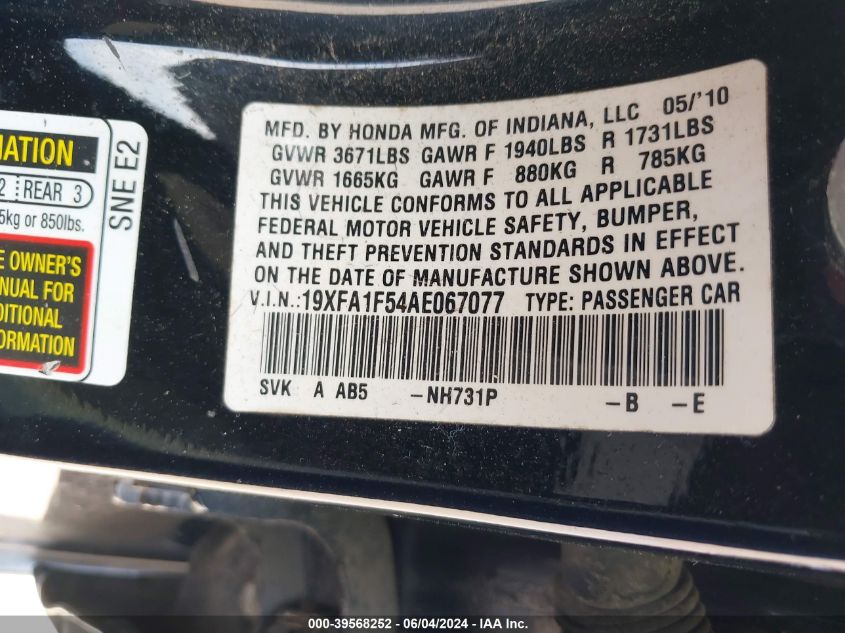 MATION
2 REAR 3
5kg or 850lbs.
E OWNER'S
NUAL FOR
DITIONAL
ORMATION
SNE E2
MFD. BY HONDA MFG. OF INDIANA, LLC 05/'10
GVWR 3671LBS GAWR F 1940LBS R 1731LBS
GVWR 1665KG GAWR F 880KG R 785KG
THIS VEHICLE CONFORMS TO ALL APPLICABLE
FEDERAL MOTOR VEHICLE SAFETY, BUMPER,
AND THEFT PREVENTION STANDARDS IN EFFECT
ON THE DATE OF MANUFACTURE SHOWN ABOVE.
V.I.N.:19XFA1F54AE067077 TYPE: PASSENGER CAR
SVK A AB5 -NH731P -B -E
000-39568252 - 06/04/2024 - IAA Inc.